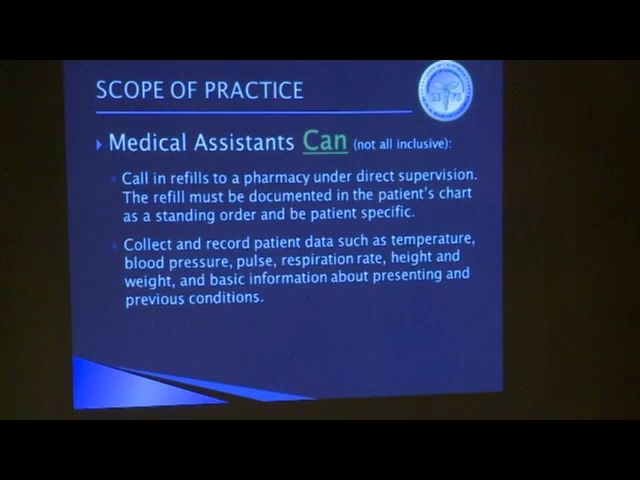 SCOPE OF PRACTICE
Medical Assistants Can (not all inclusive):
Call in refills to a pharmacy under direct supervision.
The refill must be documented in the patient's chart
as a standing order and be patient specific.
Collect and record patient data such as temperature,
blood pressure, pulse, respiration rate, height and
weight, and basic information about presenting and
previous conditions.